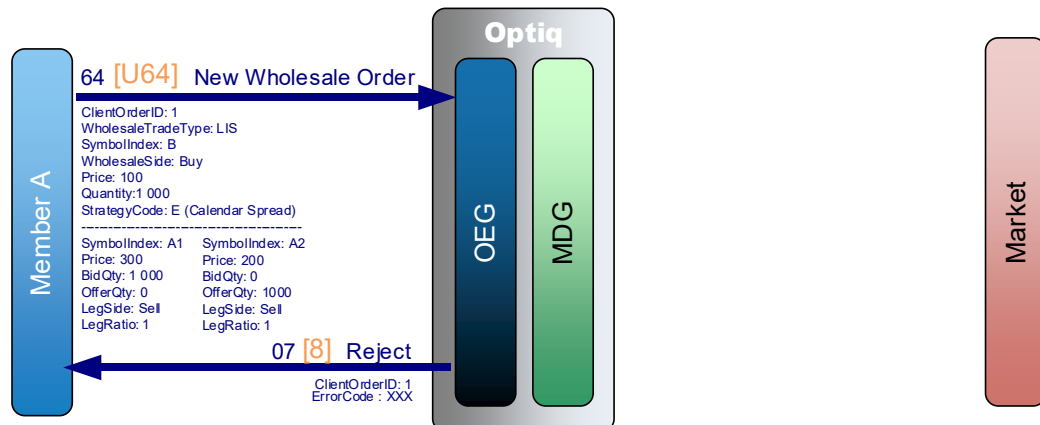 Optiq
64 [U64] New Wholesale Order
ClientOrderID: 1
WholesaleTradeType: LIS
SymbolIndex: B
WholesaleSide: Buy
Price: 100
Quantity:1 000
StrategyCode: E (Calendar Spread)
--------------------------------------------
SymbolIndex: A1 SymbolIndex: A2
Price: 300 Price: 200
BidQty: 1 000 BidQty: 0
OfferQty: 0 OfferQty: 1000
LegSide: Sell LegSide: Sell
LegRatio: 1 LegRatio: 1
07 [8] Reject
ClientOrderID: 1
ErrorCode : XXX
Member A
OEG
MDG
Market